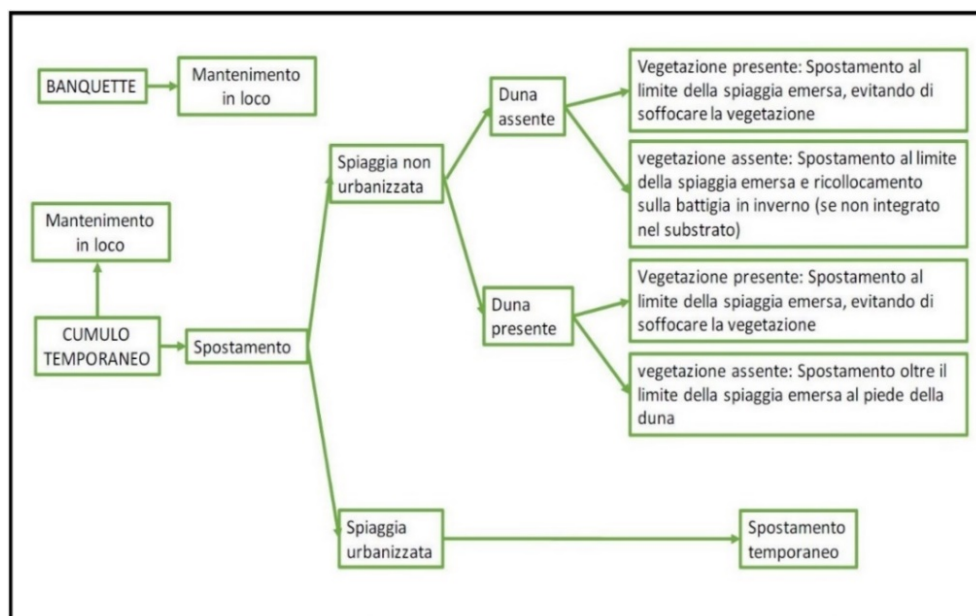 BANQUETTE
Mantenimento
in loco
Mantenimento
in loco
CUMULO
TEMPORANEO
Spostamento
Spiaggia non
urbanizzata
Spiaggia
urbanizzata
Duna
assente
Duna
presente
Vegetazione presente: Spostamento al
limite della spiaggia emersa, evitando di
soffocare la vegetazione
vegetazione assente: Spostamento al limite
della spiaggia emersa e ricollocamento
sulla battigia in inverno (se non integrato
nel substrato)
Vegetazione presente: Spostamento al
limite della spiaggia emersa, evitando di
soffocare la vegetazione
vegetazione assente: Spostamento oltre il
limite della spiaggia emersa al piede della
duna
Spostamento
temporaneo